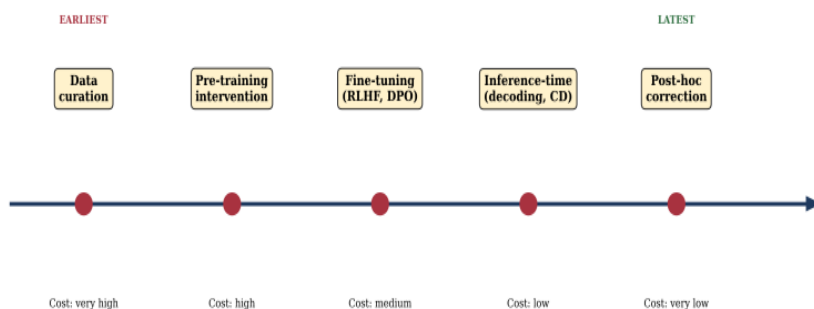 EARLIEST
LATEST
Data
curation
Pre-training
intervention
Fine-tuning
(RLHF, DPO)
Inference-time
(decoding, CD)
Post-hoc
correction
Cost: very high
Cost: high
Cost: medium
Cost: low
Cost: very low